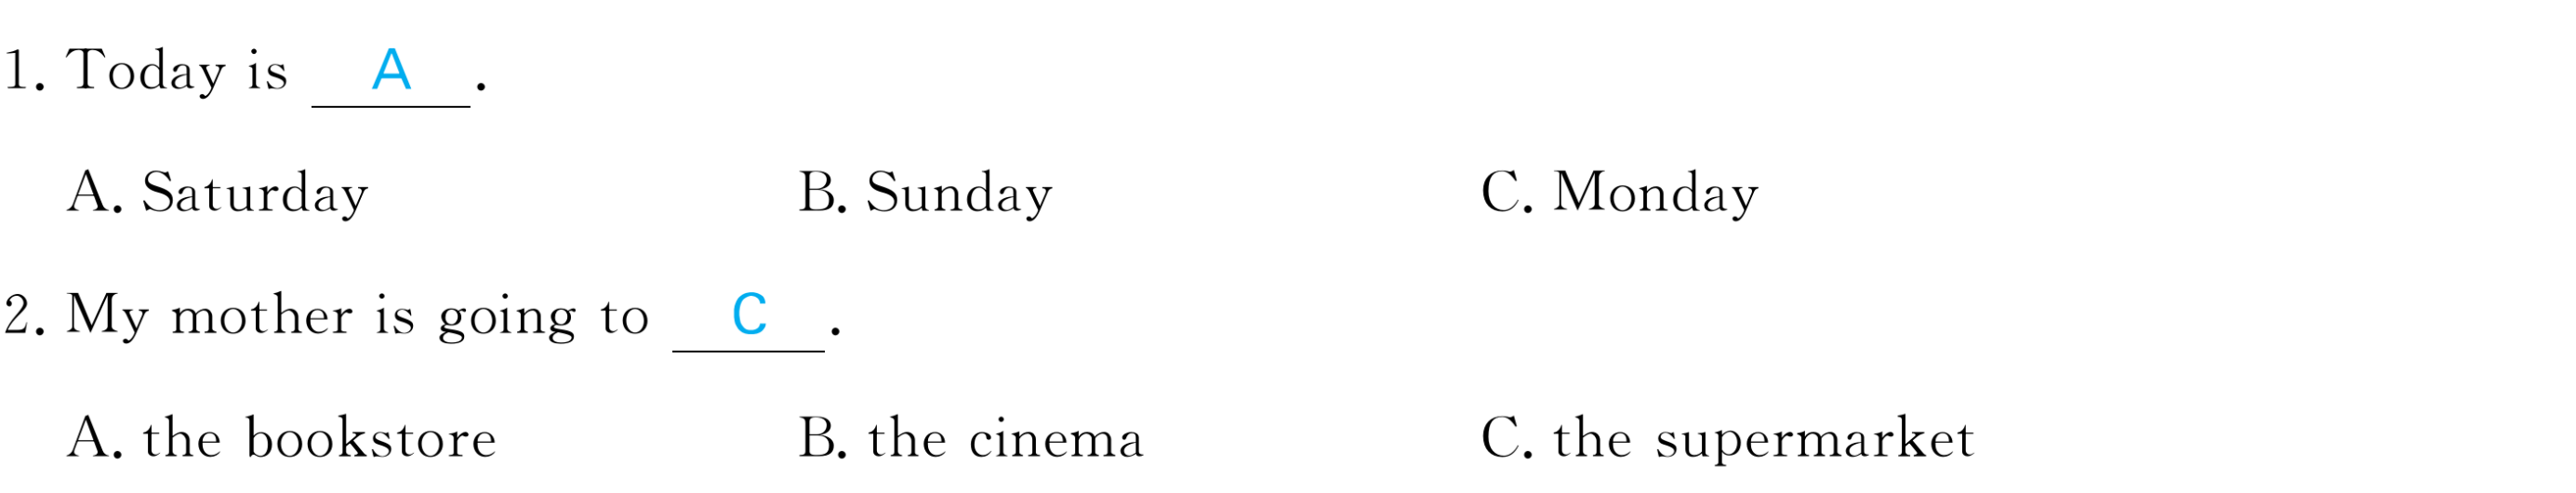 1. Today is A .
A. Saturday B. Sunday C. Monday
2. My mother is going to C .
A. the bookstore B. the cinema C. the supermarket